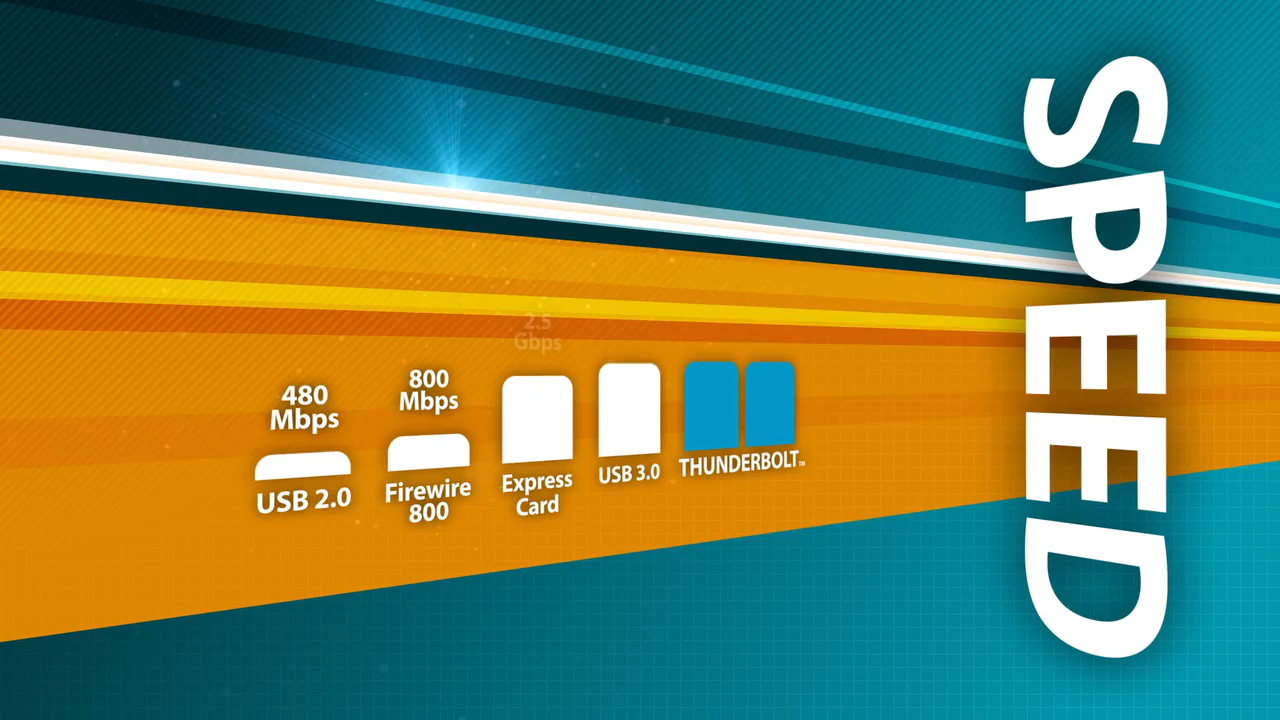 480
Mbps
USB 2.0
800
Mbps
Firewire
800
2.5
Gbps
Express
Card
USB 3.0
THUNDERBOLT™
SPEED